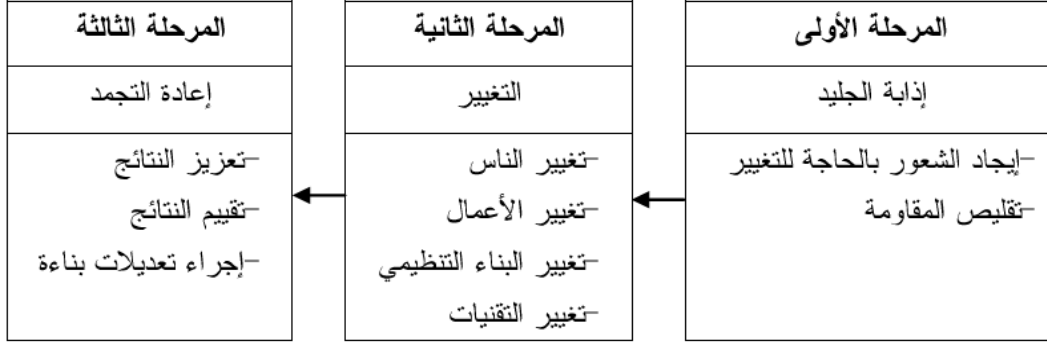 المرحلة الأولى
إذابة الجليد
-إيجاد الشعور بالحاجة للتغيير
-تقليص المقاومة
المرحلة الثانية
التغيير
-تغيير الناس
-تغيير الأعمال
-تغيير البناء التنظيمي
-تغيير التقنيات
المرحلة الثالثة
إعادة التجمد
-تعزيز النتائج
-تقييم النتائج
-إجراء تعديلات بناءة